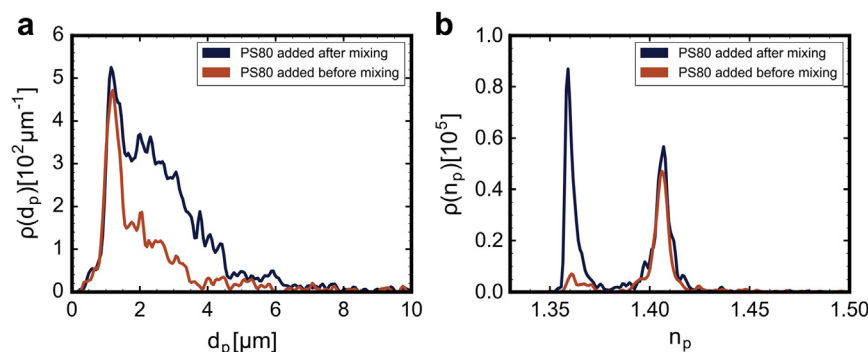 a
PS80 added after mixing
PS80 added before mixing
ρ(dₚ)[10² μm⁻¹]
6
5
4
3
2
1
0
0 2 4 6 8 10
dₚ[μm]
b
PS80 added after mixing
PS80 added before mixing
ρ(nₚ)[10⁵]
1.0
0.8
0.6
0.4
0.2
0.0
1.35 1.40 1.45 1.50
nₚ